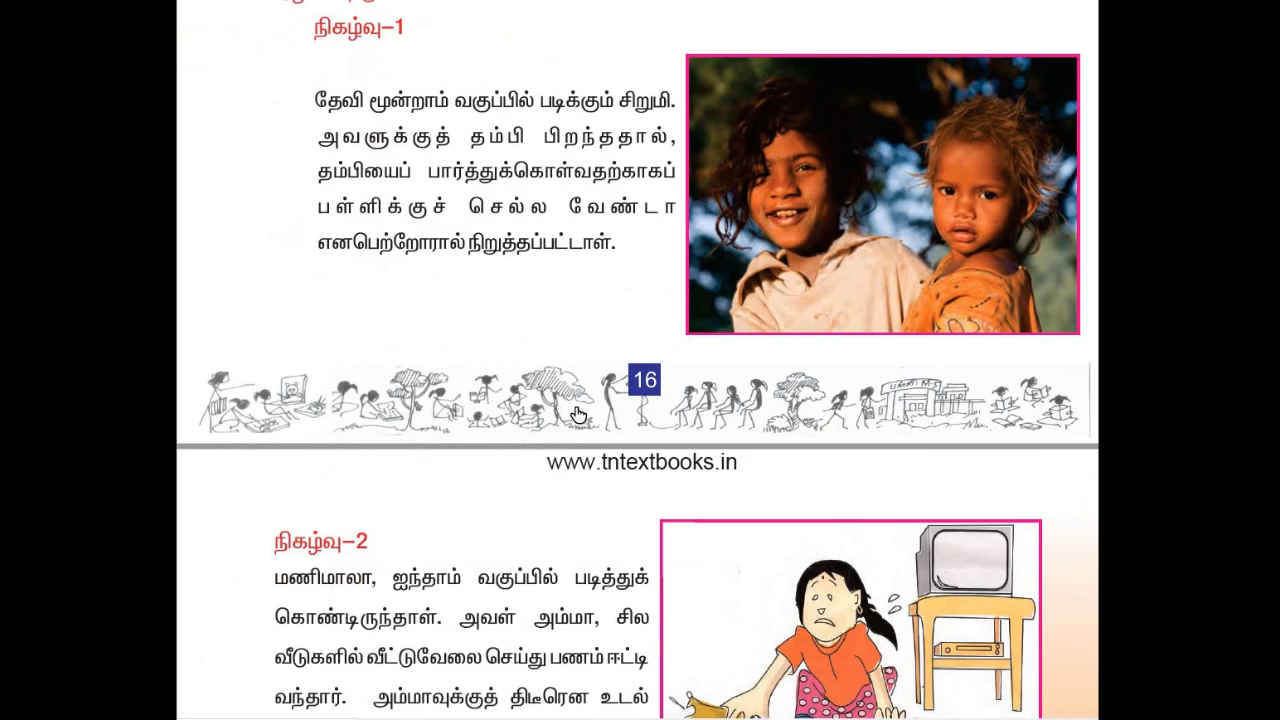 நிகழ்வு-1
தேவி மூன்றாம் வகுப்பில் படிக்கும் சிறுமி.
அவளுக்குத் தம்பி பிறந்ததால்,
தம்பியைப் பார்த்துக்கொள்வதற்காகப்
பள்ளிக்குச் செல்ல வேண்டா
எனபெற்றோரால் நிறுத்தப்பட்டாள்.
16
பள்ளி M-S
www.tntextbooks.in
நிகழ்வு-2
மணிமாலா, ஐந்தாம் வகுப்பில் படித்துக்
கொண்டிருந்தாள். அவள் அம்மா, சில
வீடுகளில் வீட்டுவேலை செய்து பணம் ஈட்டி
வந்தார். அம்மாவுக்குத் திடீரென உடல்